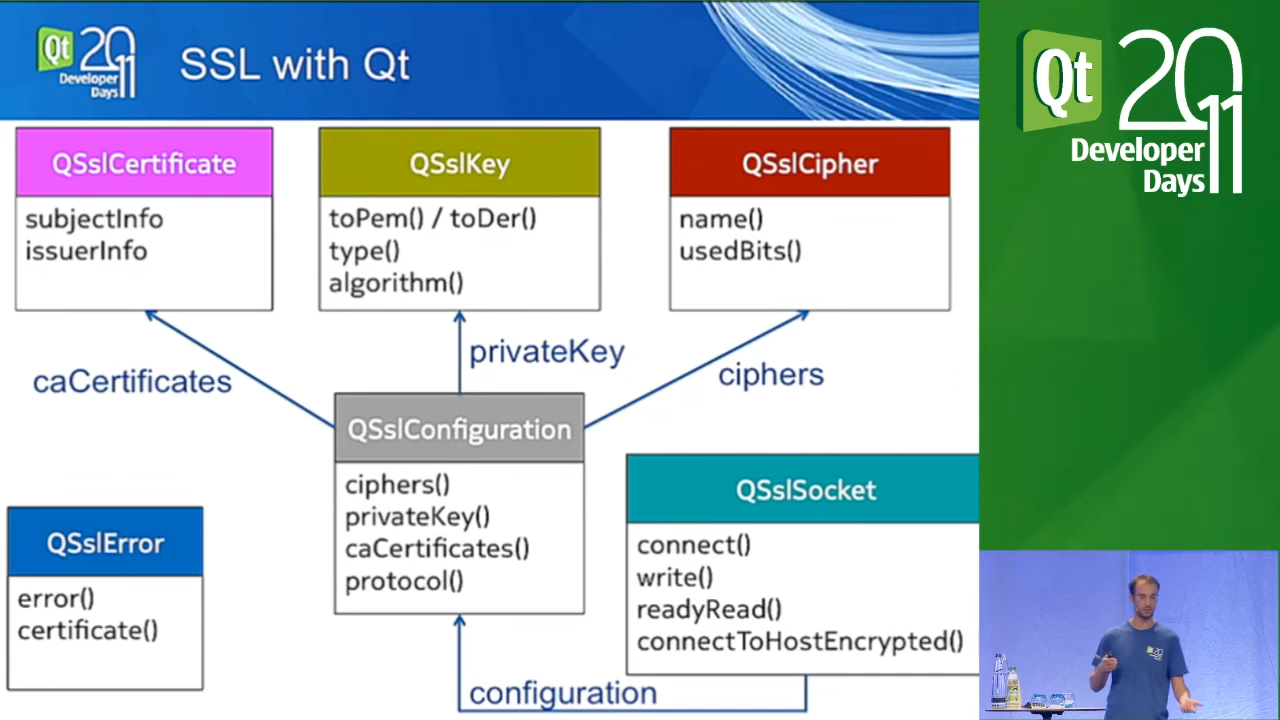 Qt 2011
Developer
Days
SSL with Qt
QSslCertificate
subjectInfo
issuerInfo
QSslKey
toPem() / toDer()
type()
algorithm()
QSslCipher
name()
usedBits()
caCertificates
privateKey
ciphers
QSslConfiguration
ciphers()
privateKey()
caCertificates()
protocol()
QSslSocket
connect()
write()
readyRead()
connectToHostEncrypted()
QSslError
error()
certificate()
configuration
Qt 2011
Developer
Days